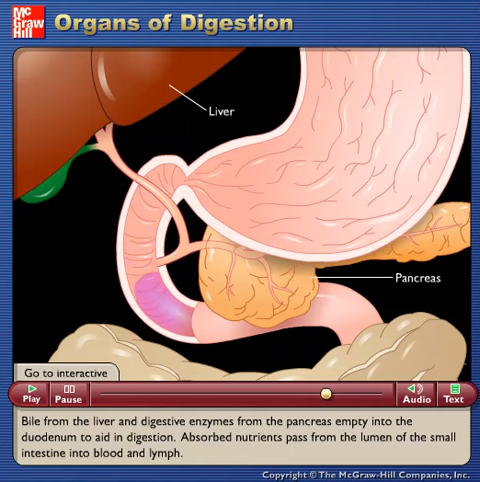 Mc
Graw
Hill
Organs of Digestion
Liver
Pancreas
Go to interactive
Play
Pause
Audio
Text
Bile from the liver and digestive enzymes from the pancreas empty into the
duodenum to aid in digestion. Absorbed nutrients pass from the lumen of the small
intestine into blood and lymph.
Copyright © The McGraw-Hill Companies, Inc.